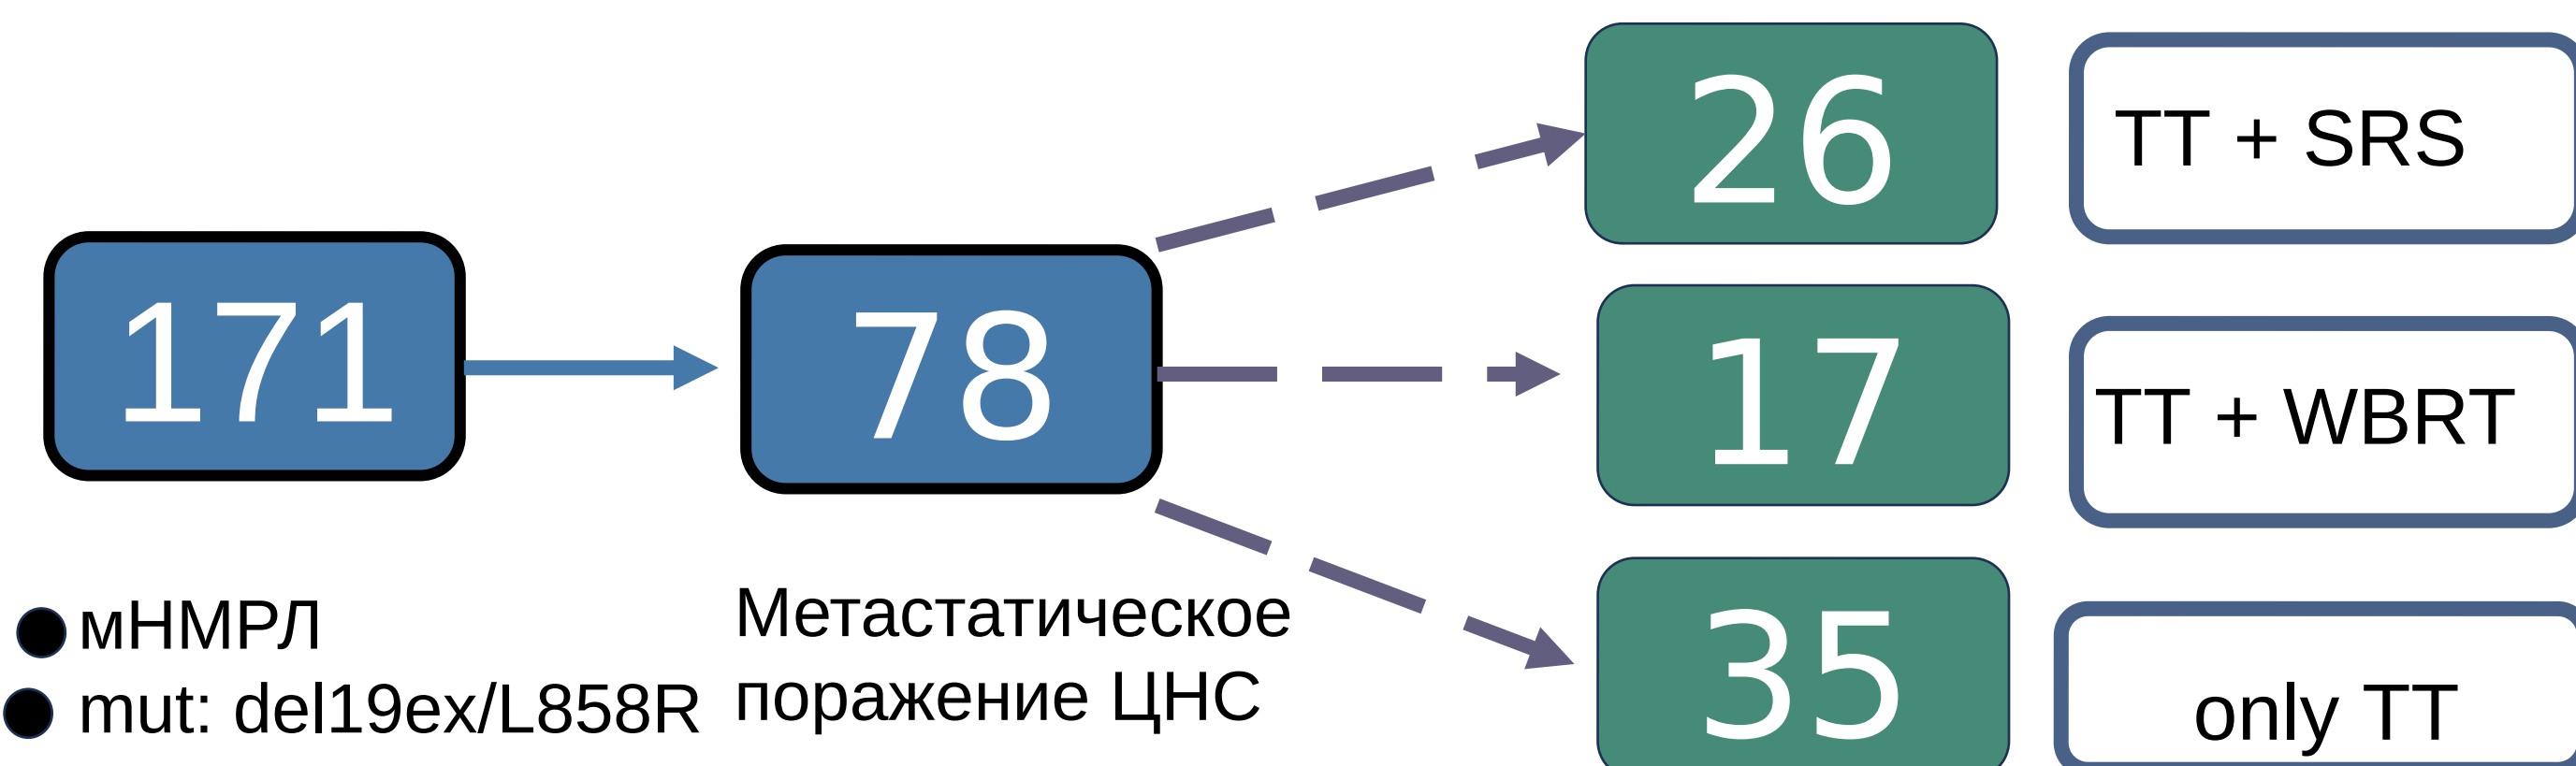 171
мНМРЛ
mut: del19ex/L858R
78
Метастатическое
поражение ЦНС
26
TT + SRS
17
TT + WBRT
35
only TT